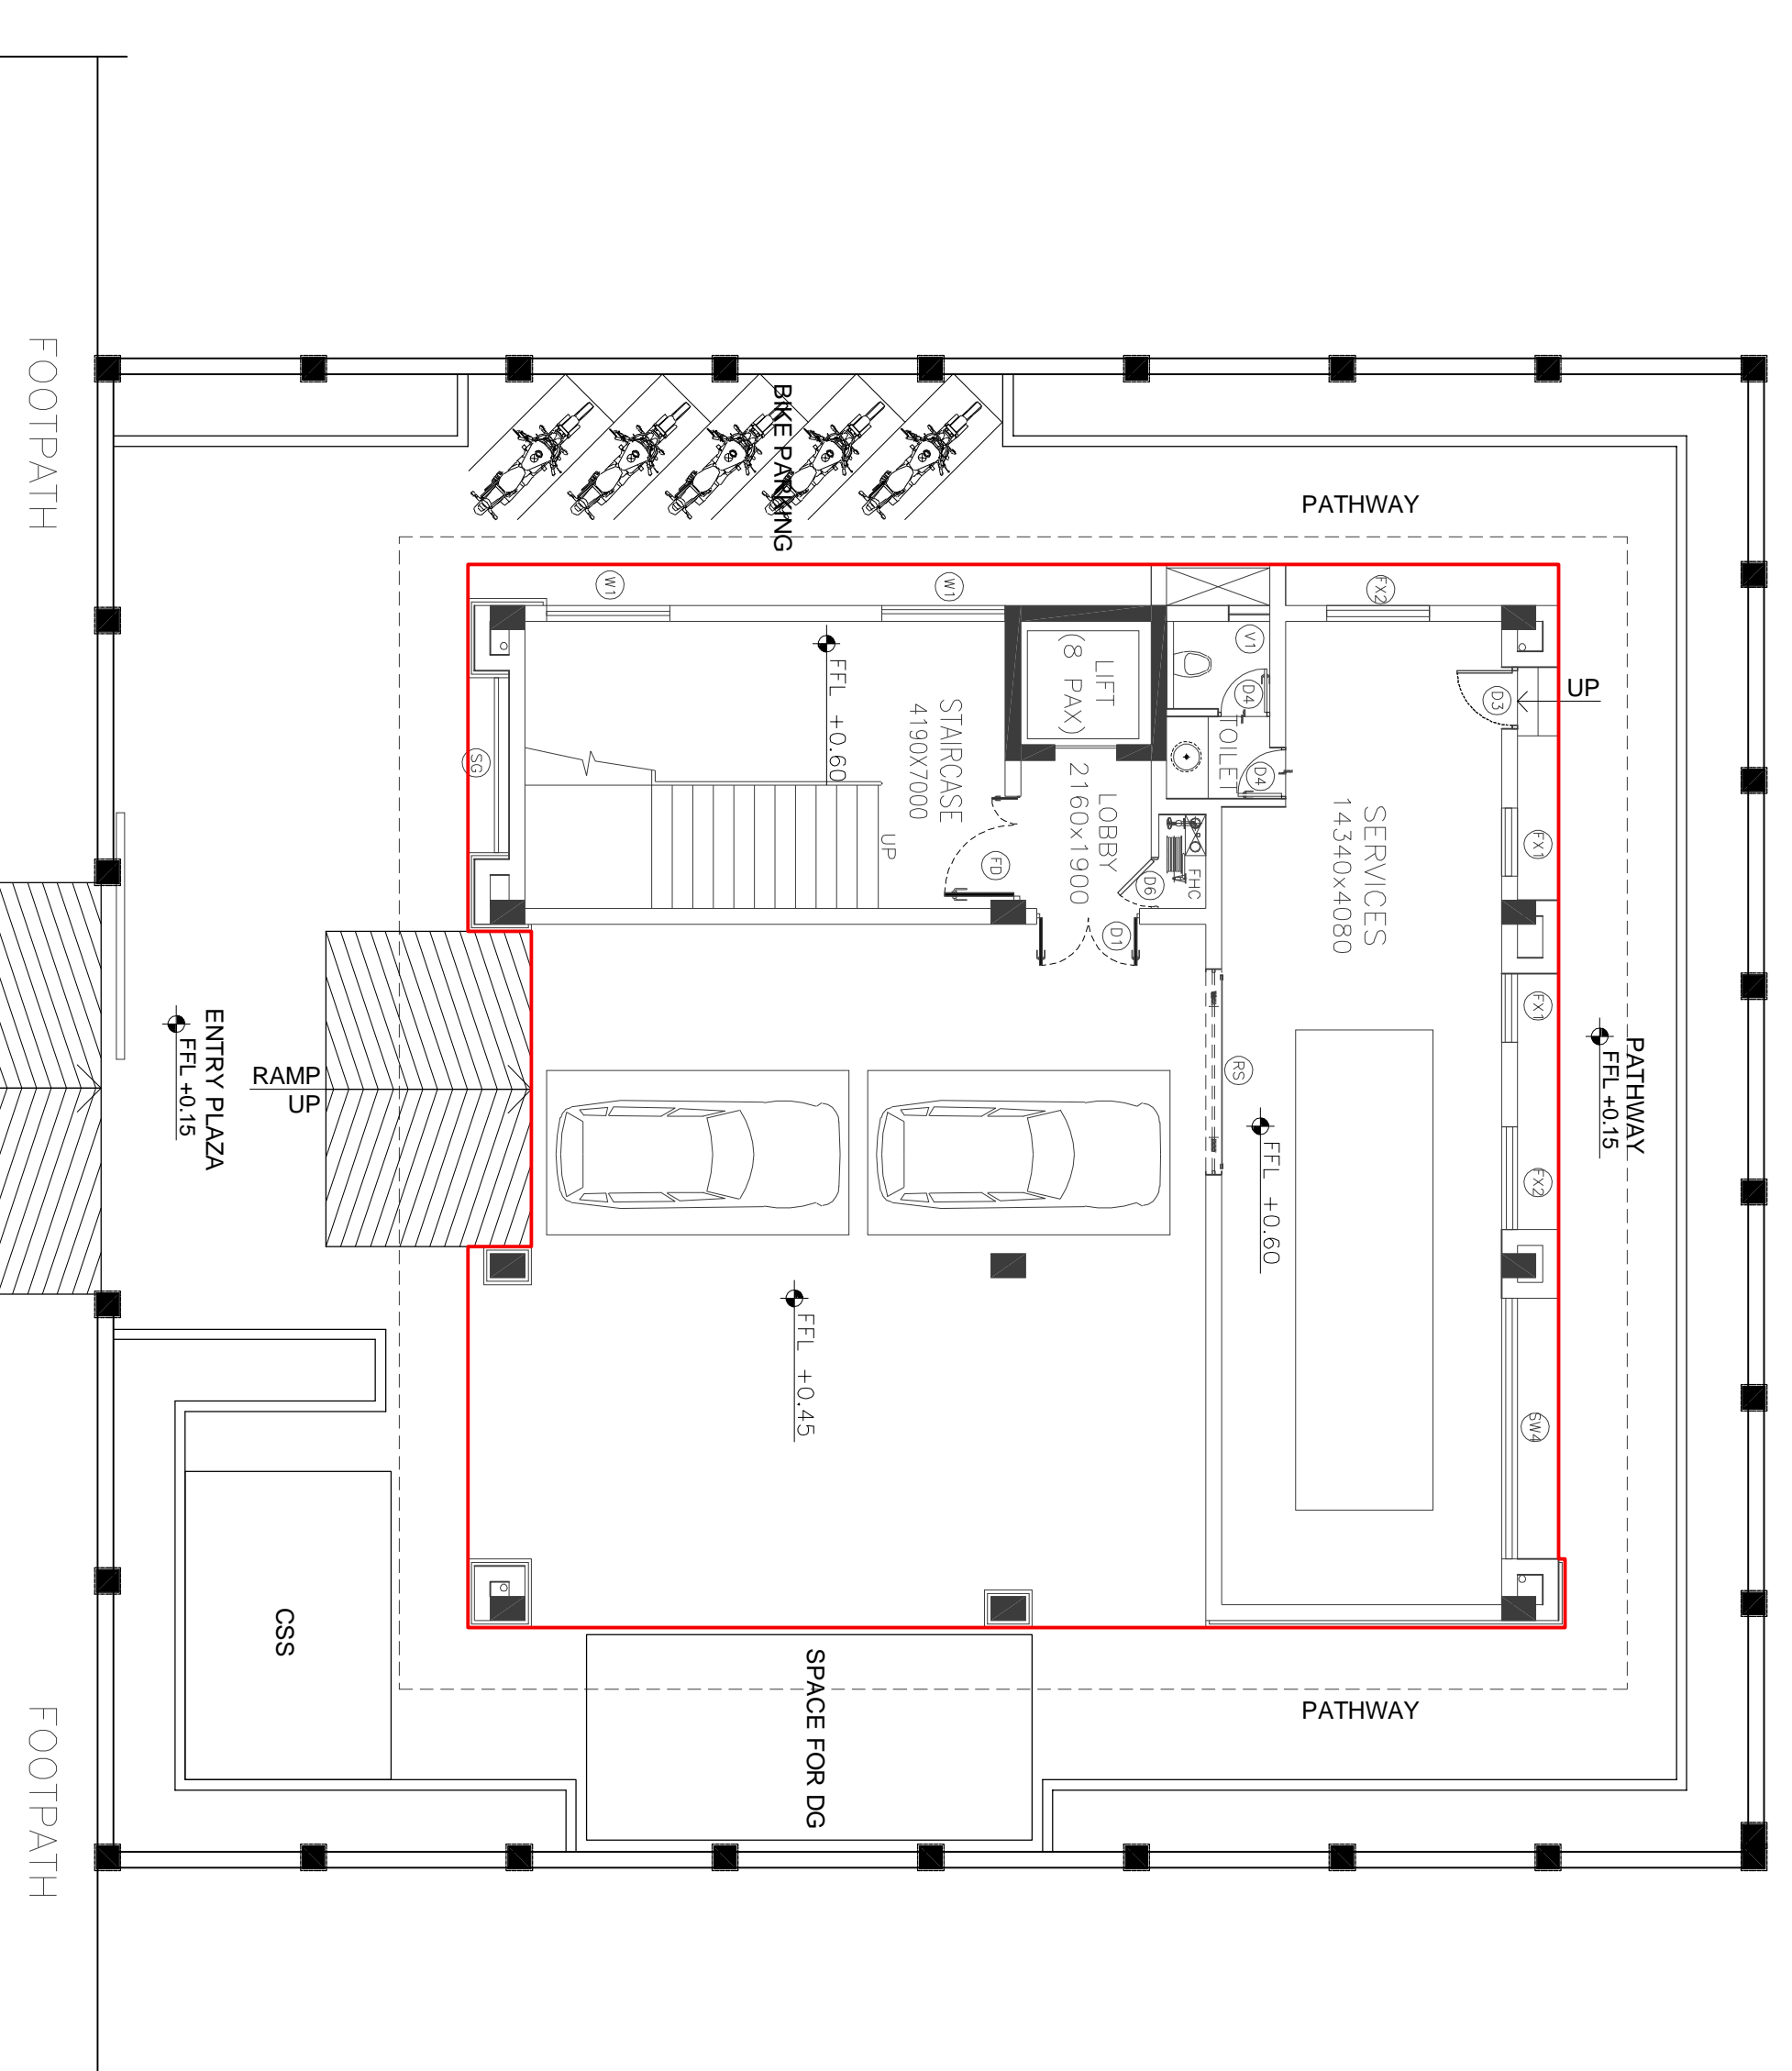 FOOTPATH
BIKE PARKING
PATHWAY
W1
W1
FX2
FFL +0.60
STAIRCASE
4190X7000
LIFT
(8 PAX)
V1
D4
TOILET
D4
UP
D3
SG
UP
FD
LOBBY
2160x1900
D6
FHC
D1
SERVICES
14340x4080
FX1
FX1
RS
FFL +0.60
FX2
PATHWAY
FFL +0.15
ENTRY PLAZA
FFL +0.15
RAMP
UP
FFL +0.45
SW4
CSS
SPACE FOR DG
PATHWAY
FOOTPATH